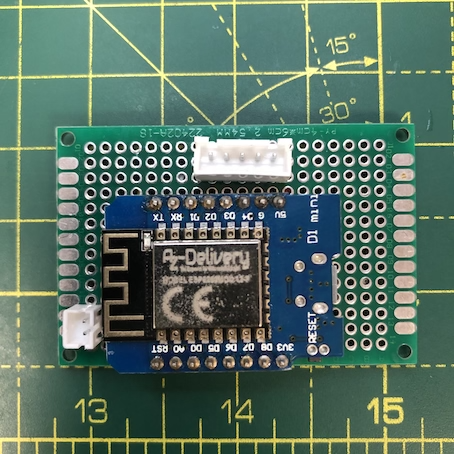 15°
30°
TX RX D1 D2 D3 D4 G 5V
D1 mini
AZ-Delivery
CE
RESET
RST A0 D0 D5 D6 D7 D8 3V3
13 14 15